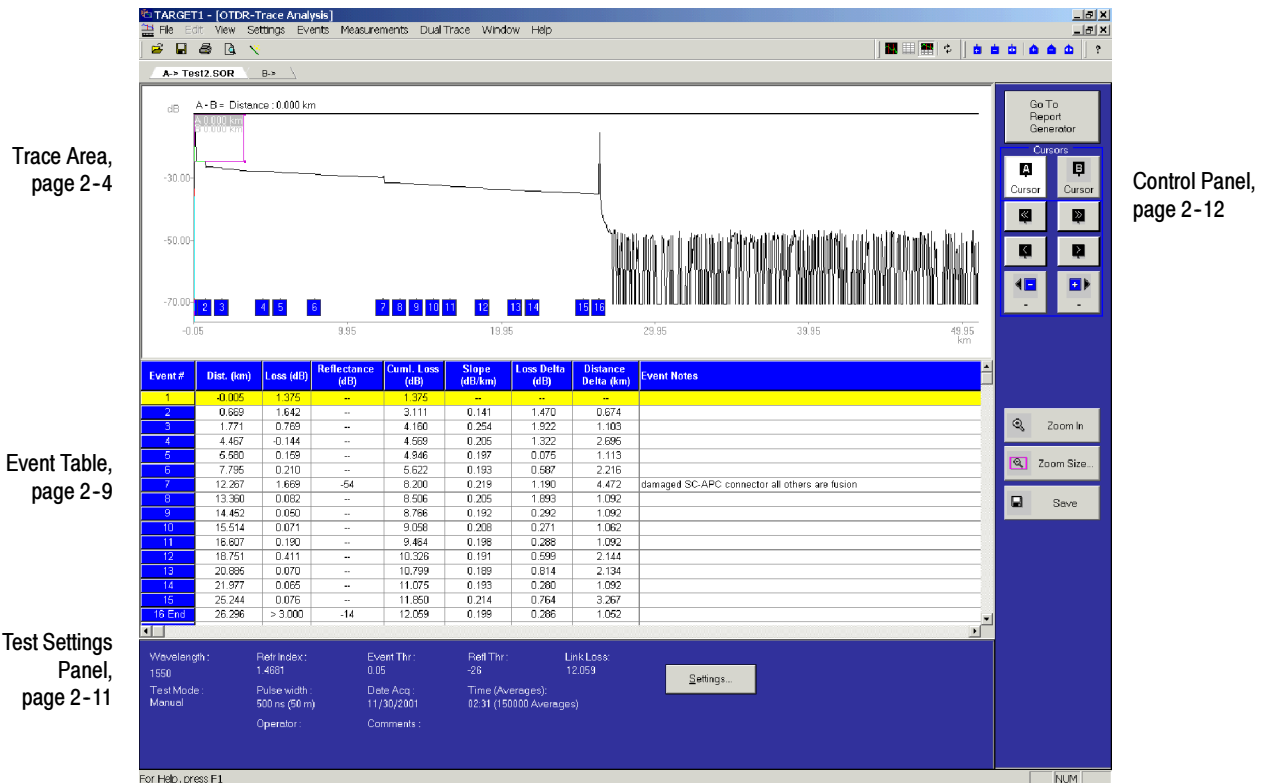 TARGET1 - [OTDR-Trace Analysis]
File Edit View Settings Events Measurements Dual Trace Window Help
A-> Test2.SOR B->
dB A - B = Distance : 0.000 km
A 0.000 km
B 0.000 km
-30.00
-50.00
-70.00
2 3 4 5 6 7 8 9 10 11 12 13 14 15 16
-0.05 9.95 19.95 29.95 39.95 49.95
km
Trace Area,
page 2-4
Go To
Report
Generator
Cursors
A B
Cursor Cursor
- -
Control Panel,
page 2-12
Zoom In
Zoom Size...
Save
Event Table,
page 2-9
Event # Dist. (km) Loss (dB) Reflectance (dB) Cuml. Loss (dB) Slope (dB/km) Loss Delta (dB) Distance Delta (km) Event Notes
1 -0.005 1.375 -- 1.375 -- -- --
2 0.669 1.642 -- 3.111 0.141 1.470 0.674
3 1.771 0.769 -- 4.160 0.254 1.922 1.103
4 4.467 -0.144 -- 4.569 0.205 1.322 2.695
5 5.580 0.159 -- 4.946 0.197 0.075 1.113
6 7.795 0.210 -- 5.622 0.193 0.587 2.216
7 12.267 1.669 -54 8.200 0.219 1.190 4.472 damaged SC-APC connector all others are fusion
8 13.360 0.082 -- 8.506 0.205 1.893 1.092
9 14.452 0.050 -- 8.766 0.192 0.292 1.092
10 15.514 0.071 -- 9.058 0.208 0.271 1.062
11 16.607 0.190 -- 9.464 0.198 0.288 1.092
12 18.751 0.411 -- 10.326 0.191 0.599 2.144
13 20.885 0.070 -- 10.799 0.189 0.814 2.134
14 21.977 0.065 -- 11.075 0.193 0.280 1.092
15 25.244 0.076 -- 11.850 0.214 0.764 3.267
16 End 26.296 > 3.000 -14 12.059 0.199 0.286 1.052
Test Settings
Panel,
page 2-11
Wavelength : Refr Index : Event Thr : Refl Thr : Link Loss:
1550 1.4681 0.05 -26 12.059
Settings...
Test Mode : Pulse width : Date Acq : Time (Averages):
Manual 500 ns (50 m) 11/30/2001 02:31 (150000 Averages)
Operator : Comments :
For Help, press F1 NUM